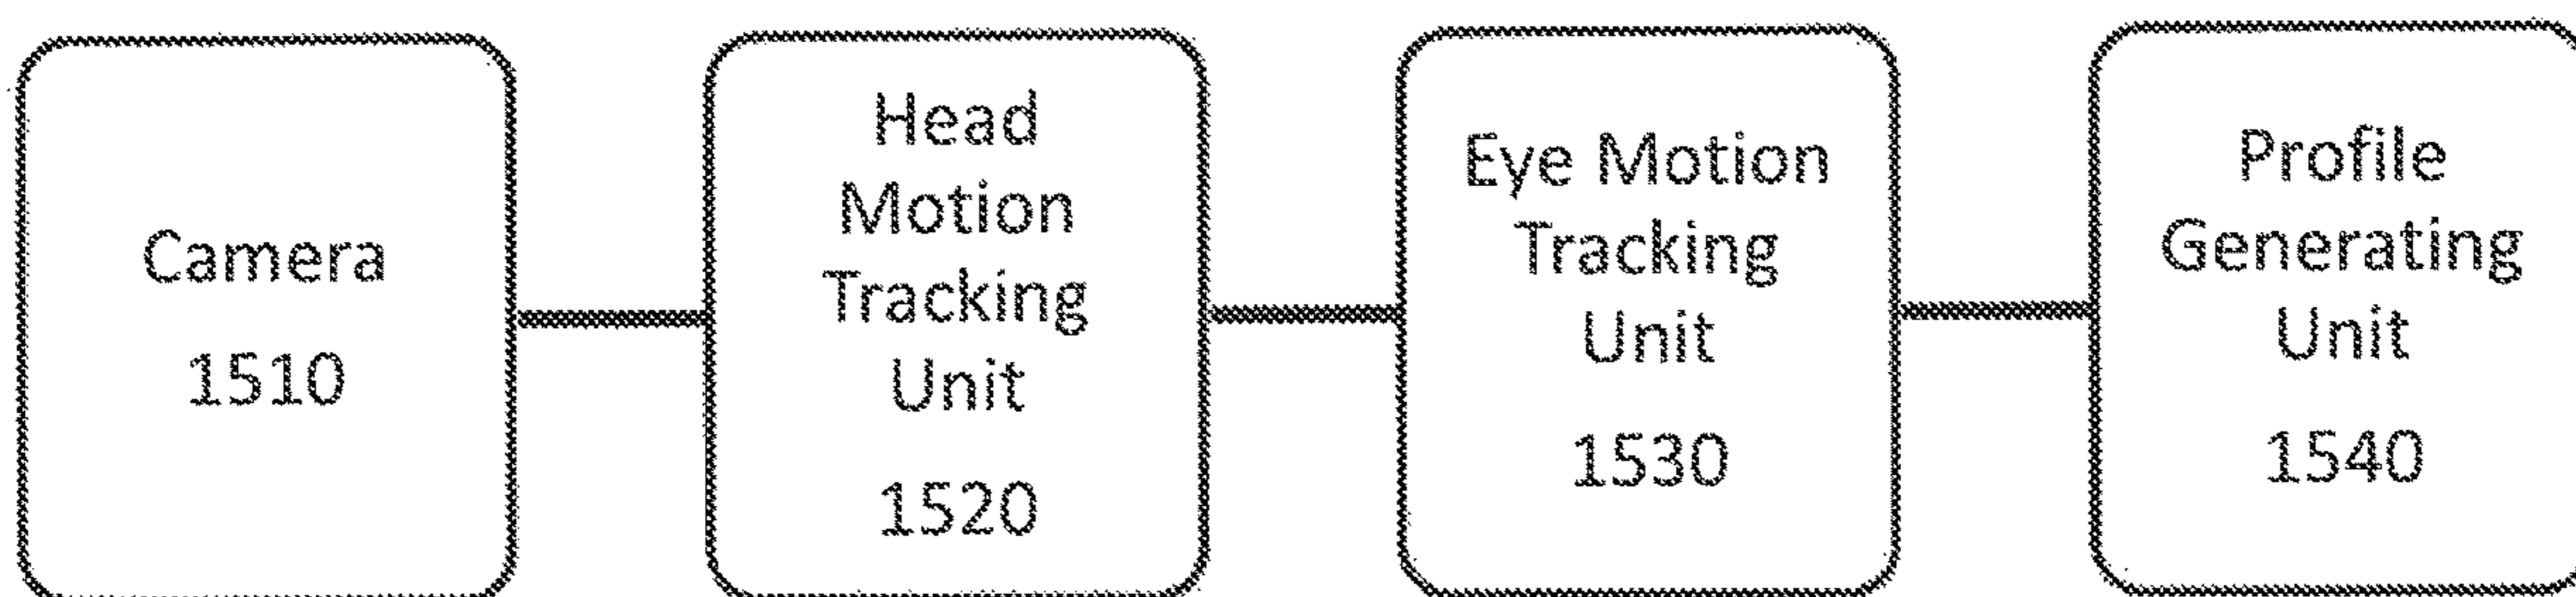 Camera
1510
Head
Motion
Tracking
Unit
1520
Eye Motion
Tracking
Unit
1530
Profile
Generating
Unit
1540